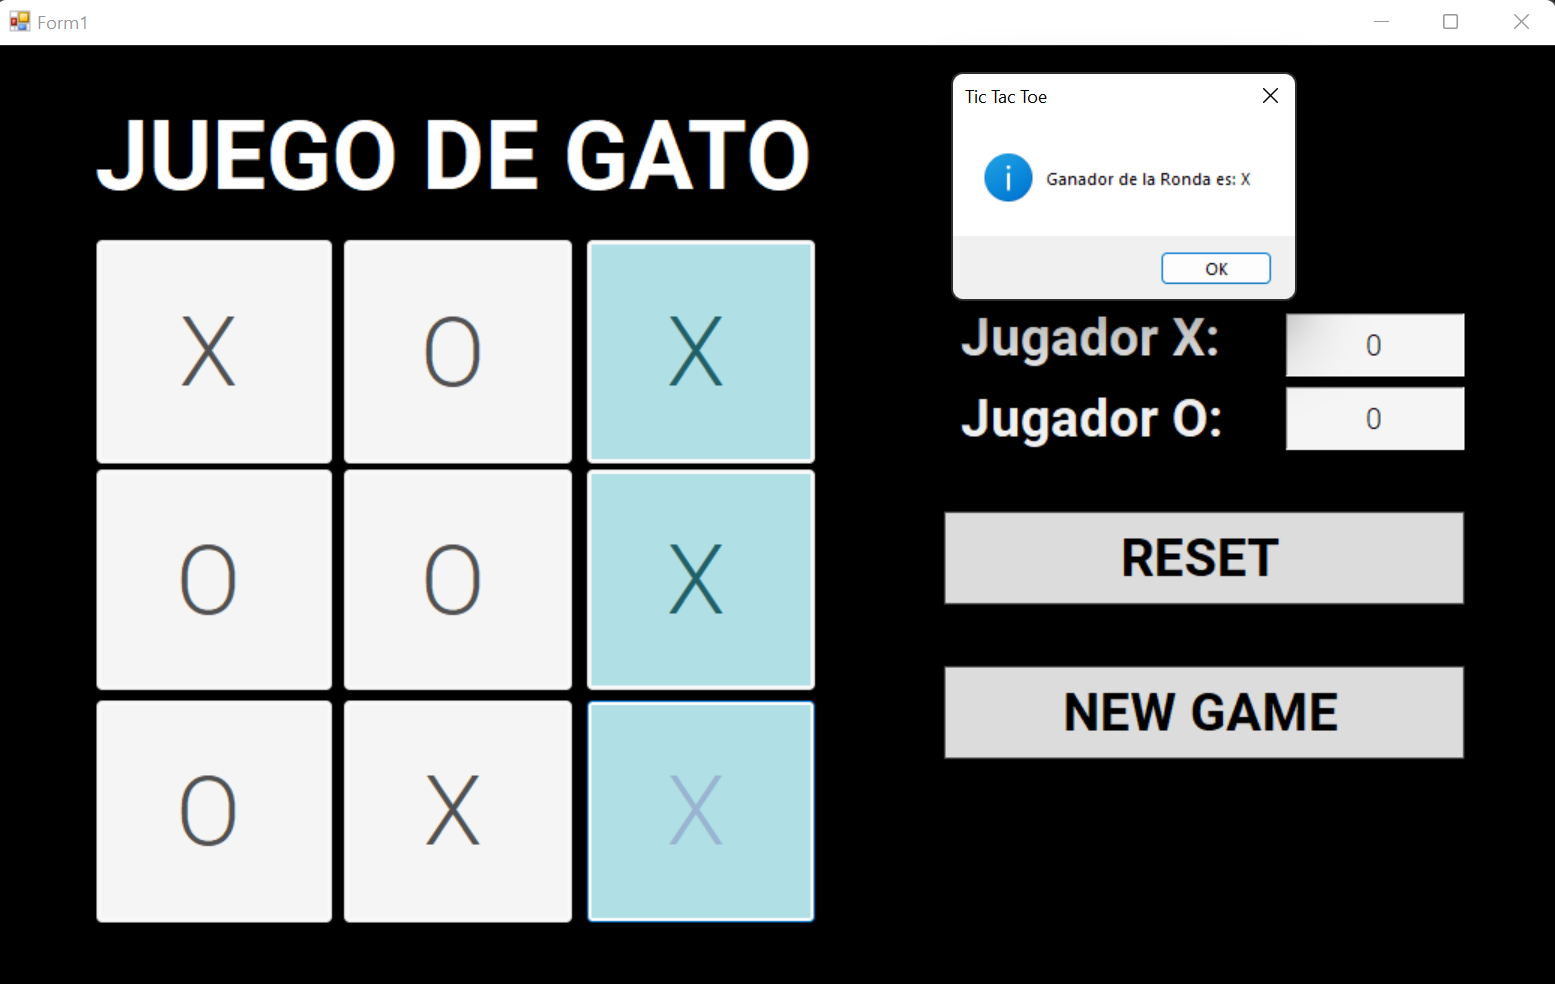 Form1
JUEGO DE GATO
X O X
O O X
O X X
Tic Tac Toe
Ganador de la Ronda es: X
OK
Jugador X: 0
Jugador O: 0
RESET
NEW GAME